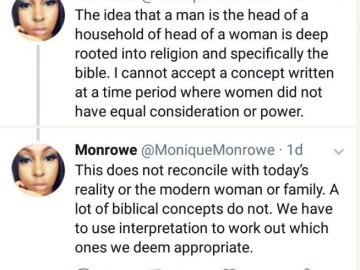 The idea that a man is the head of a
household of head of a woman is deep
rooted into religion and specifically the
bible. I cannot accept a concept written
at a time period where women did not
have equal consideration or power.
Monrowe @MoniqueMonrowe · 1d
This does not reconcile with today's
reality or the modern woman or family. A
lot of biblical concepts do not. We have
to use interpretation to work out which
ones we deem appropriate.